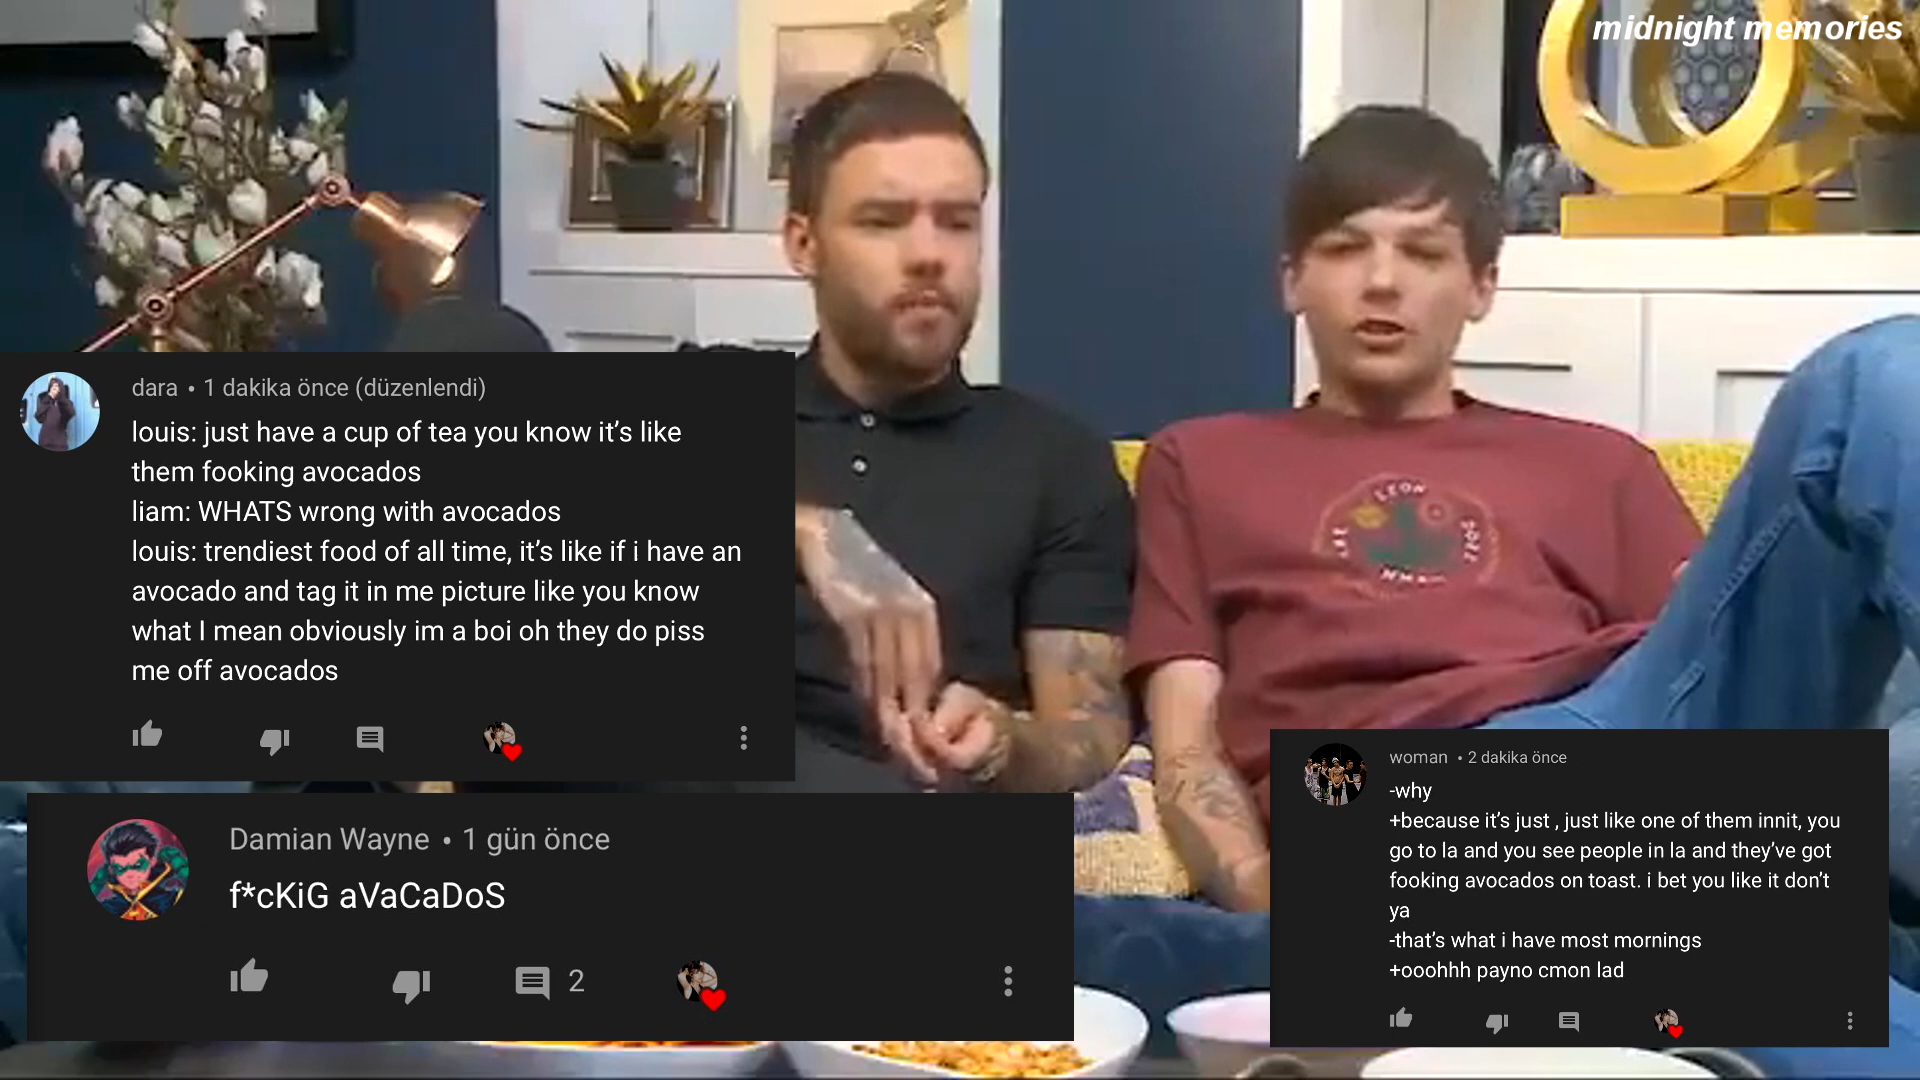 midnight memories
dara • 1 dakika önce (düzenlendi)
louis: just have a cup of tea you know it’s like
them fooking avocados
liam: WHATS wrong with avocados
louis: trendiest food of all time, it’s like if i have an
avocado and tag it in me picture like you know
what I mean obviously im a boi oh they do piss
me off avocados
Damian Wayne • 1 gün önce
f*cKiG aVaCaDoS
2
woman • 2 dakika önce
-why
+because it’s just , just like one of them innit, you
go to la and you see people in la and they’ve got
fooking avocados on toast. i bet you like it don’t
ya
-that’s what i have most mornings
+ooohhh payno cmon lad